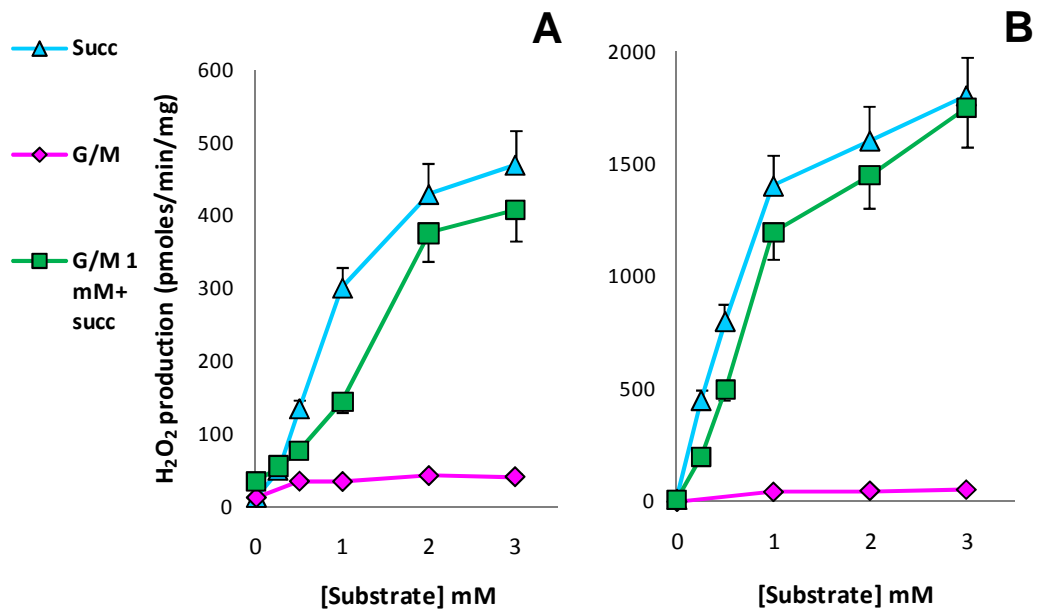 Succ
G/M
G/M 1
mM+
succ
A
H₂O₂ production (pmoles/min/mg)
600
500
400
300
200
100
0
0 1 2 3
[Substrate] mM
B
2000
1500
1000
500
0
0 1 2 3
[Substrate] mM